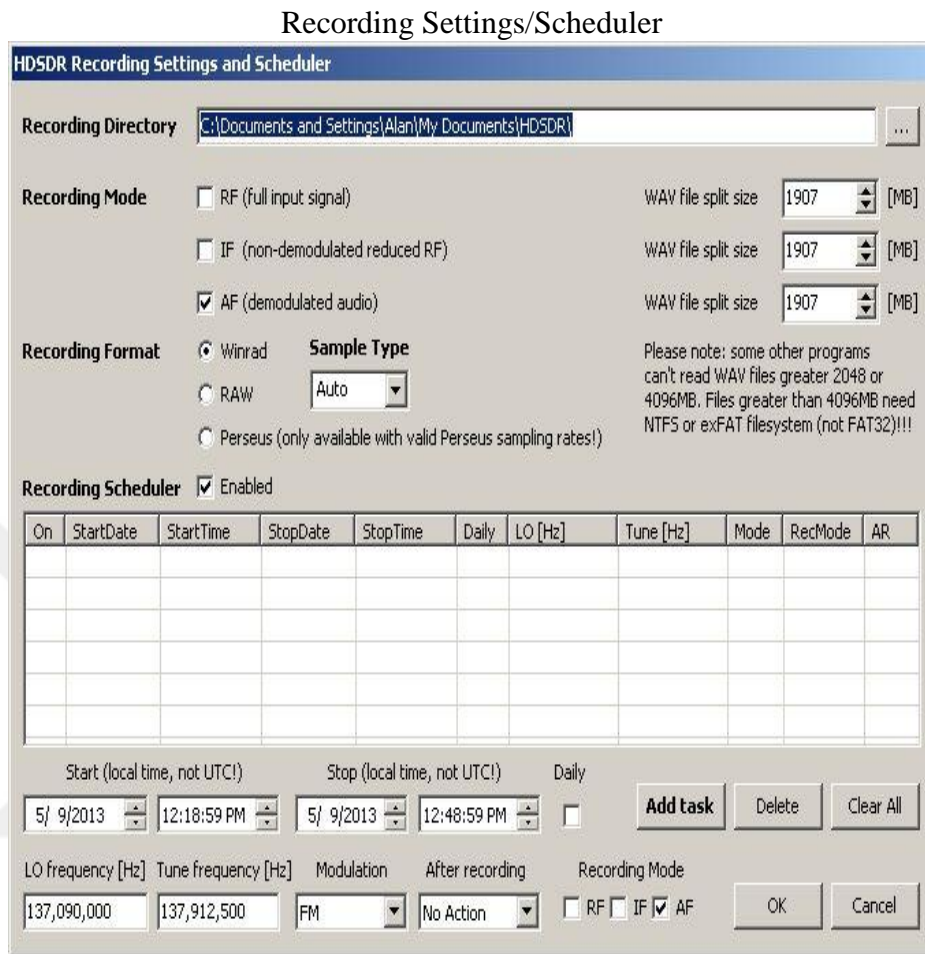 Recording Settings/Scheduler
HDSDR Recording Settings and Scheduler
Recording Directory C:\Documents and Settings\Alan\My Documents\HDSDR\ ...
Recording Mode RF (full input signal) WAV file split size 1907 [MB]
IF (non-demodulated reduced RF) WAV file split size 1907 [MB]
AF (demodulated audio) WAV file split size 1907 [MB]
Recording Format Winrad Sample Type
RAW Auto
Perseus (only available with valid Perseus sampling rates!)
Please note: some other programs
can't read WAV files greater 2048 or
4096MB. Files greater than 4096MB need
NTFS or exFAT filesystem (not FAT32)!!!
Recording Scheduler Enabled
On StartDate StartTime StopDate StopTime Daily LO [Hz] Tune [Hz] Mode RecMode AR
Start (local time, not UTC!) Stop (local time, not UTC!) Daily
5/ 9/2013 12:18:59 PM 5/ 9/2013 12:48:59 PM Add task Delete Clear All
LO frequency [Hz] Tune frequency [Hz] Modulation After recording Recording Mode
137,090,000 137,912,500 FM No Action RF IF AF OK Cancel